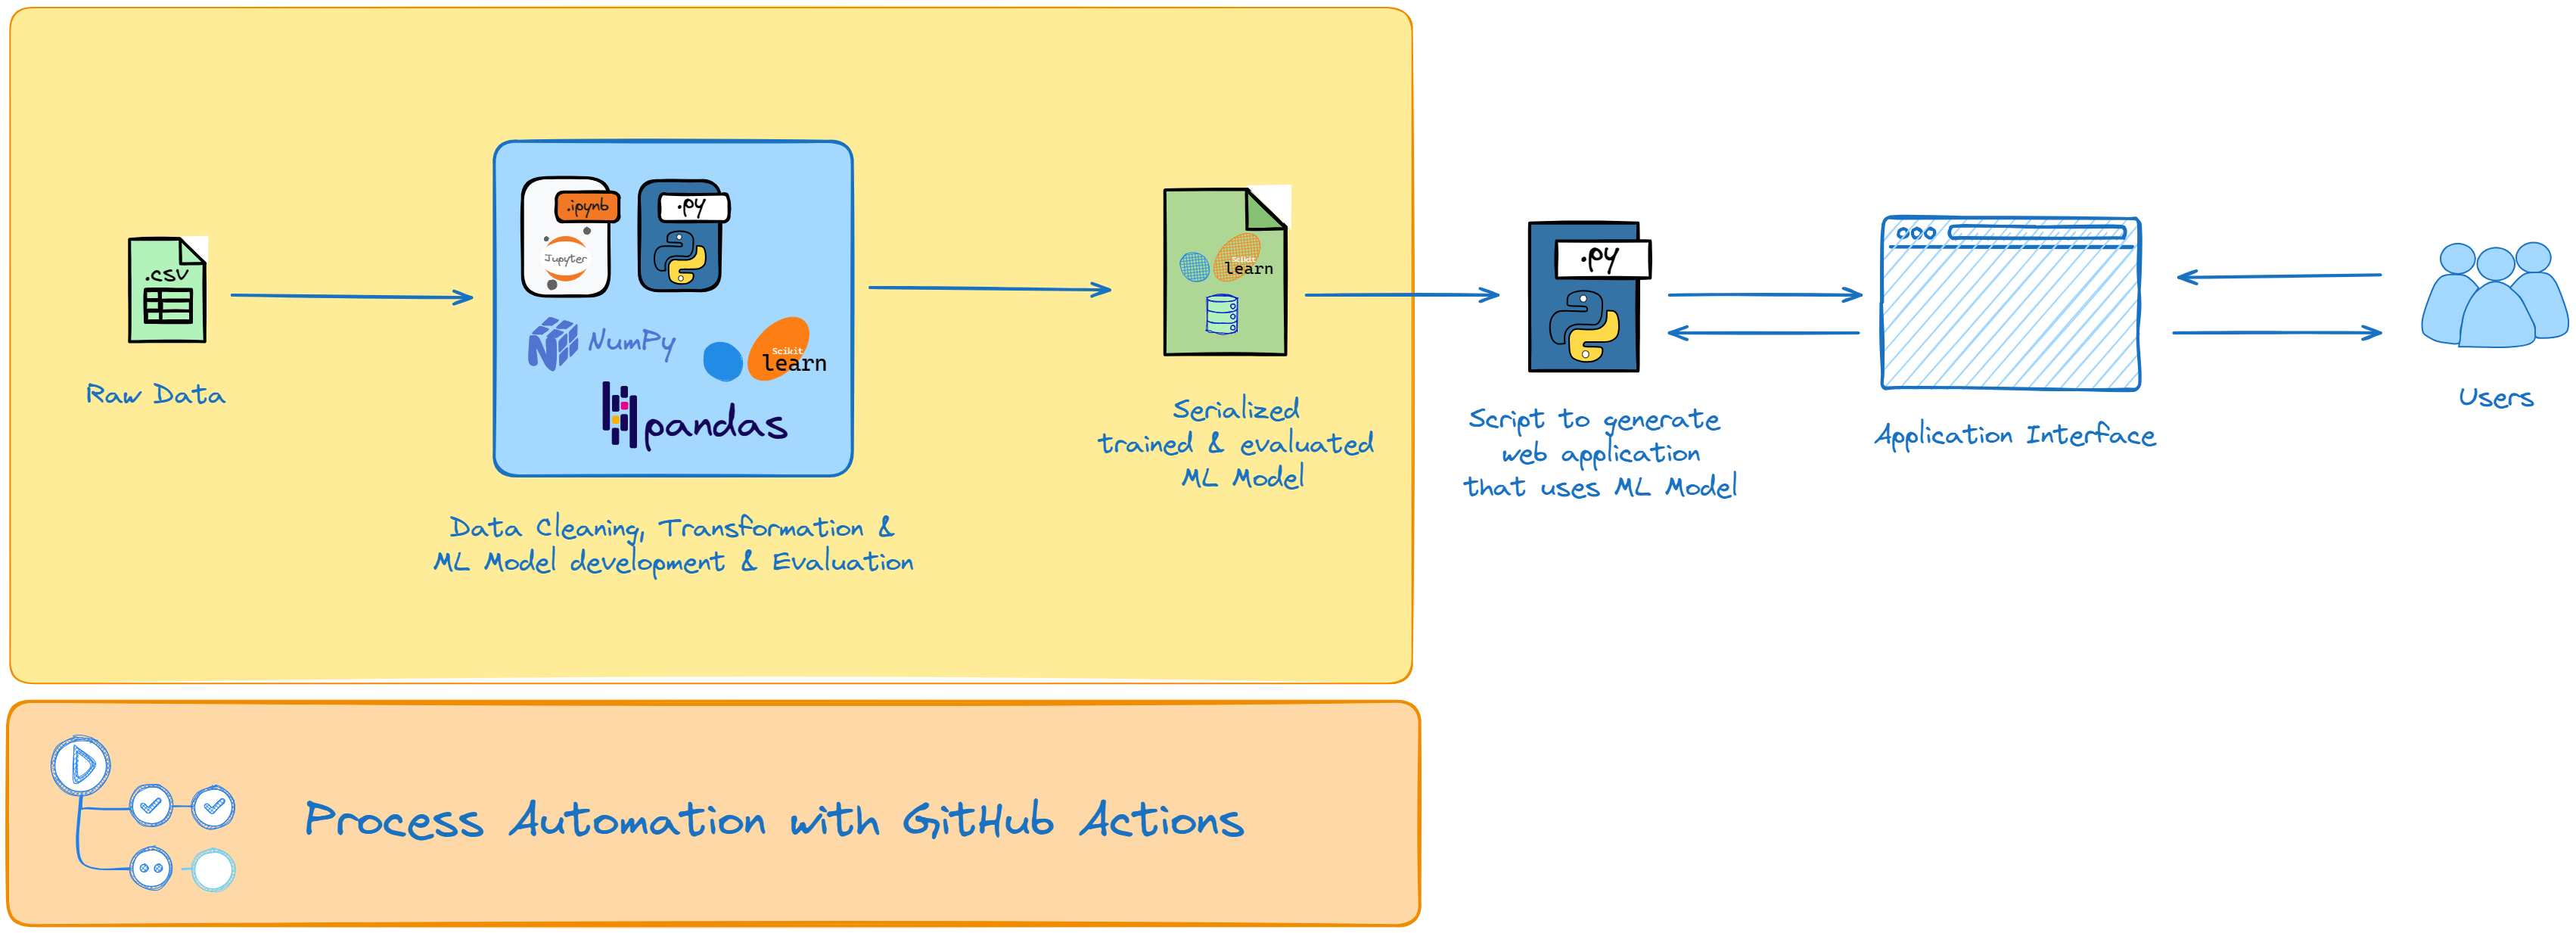 .csv
Raw Data
.ipynb
Jupyter
.py
NumPy
Scikit
learn
pandas
Data Cleaning, Transformation &
ML Model development & Evaluation
Scikit
learn
Serialized
trained & evaluated
ML Model
.py
Script to generate
web application
that uses ML Model
Application Interface
Users
Process Automation with GitHub Actions